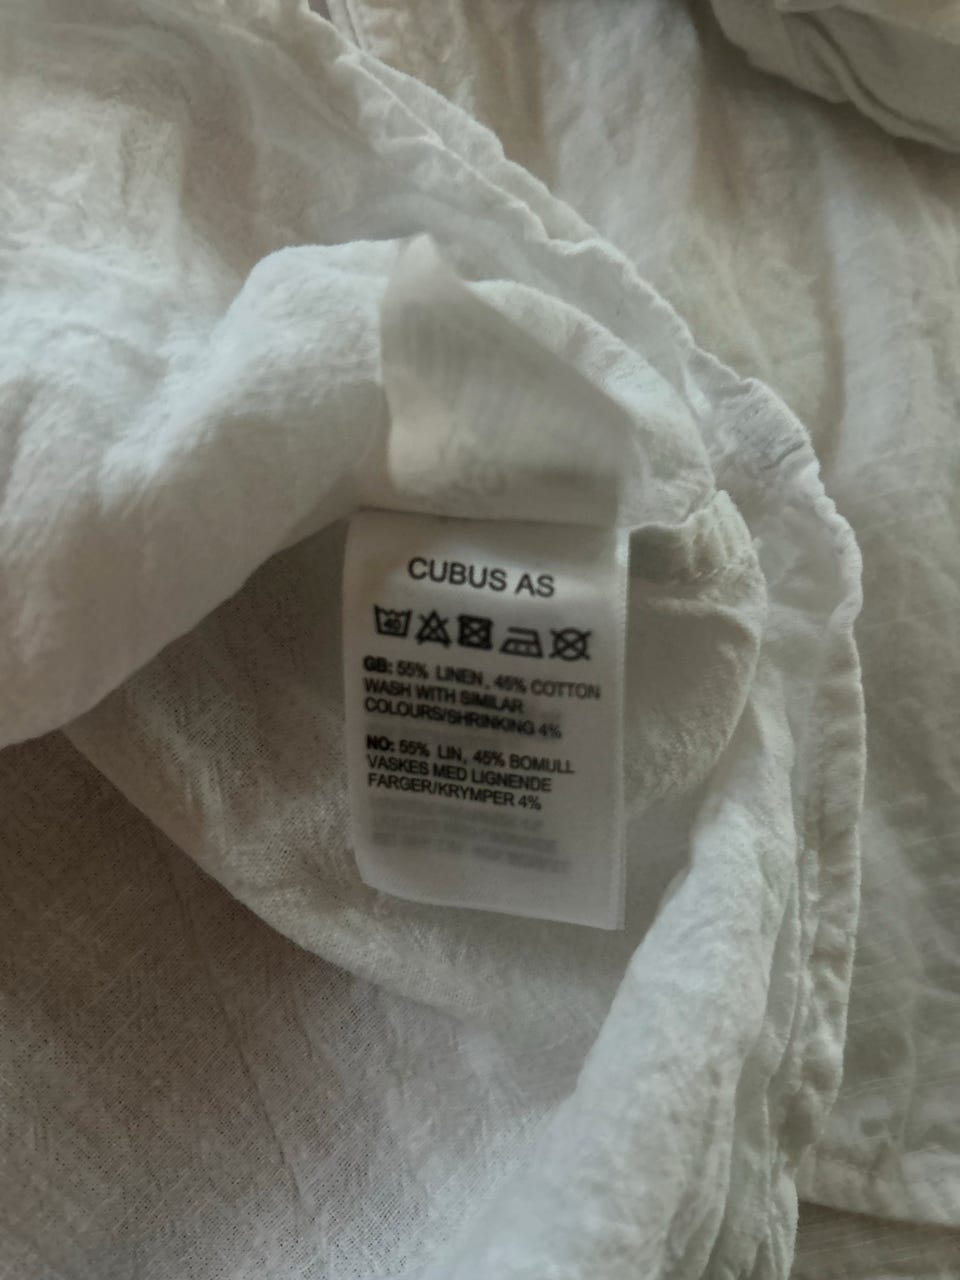 CUBUS AS
40
GB: 55% LINEN, 45% COTTON
WASH WITH SIMILAR
COLOURS/SHRINKING 4%
NO: 55% LIN, 45% BOMULL
VASKES MED LIGNENDE
FARGER/KRYMPER 4%